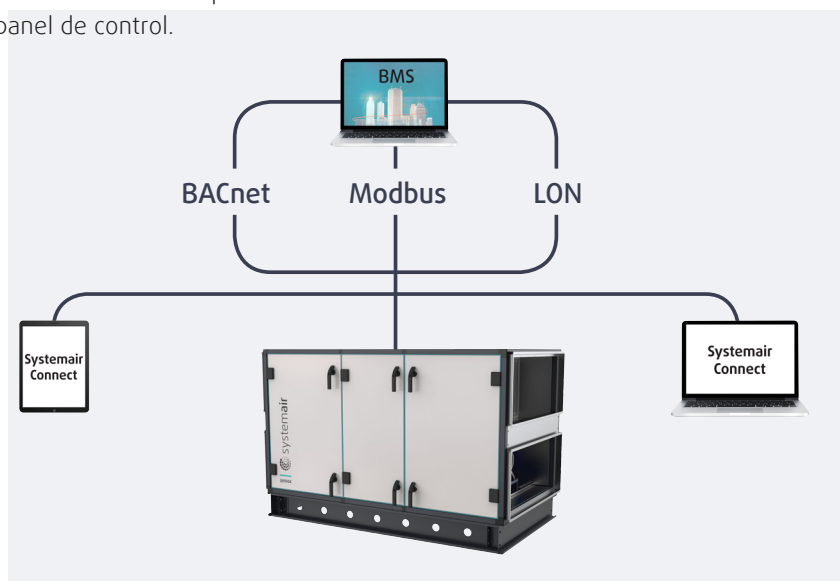 panel de control.
BMS
BACnet
Modbus
LON
Systemair
Connect
Systemair
Connect
systemair